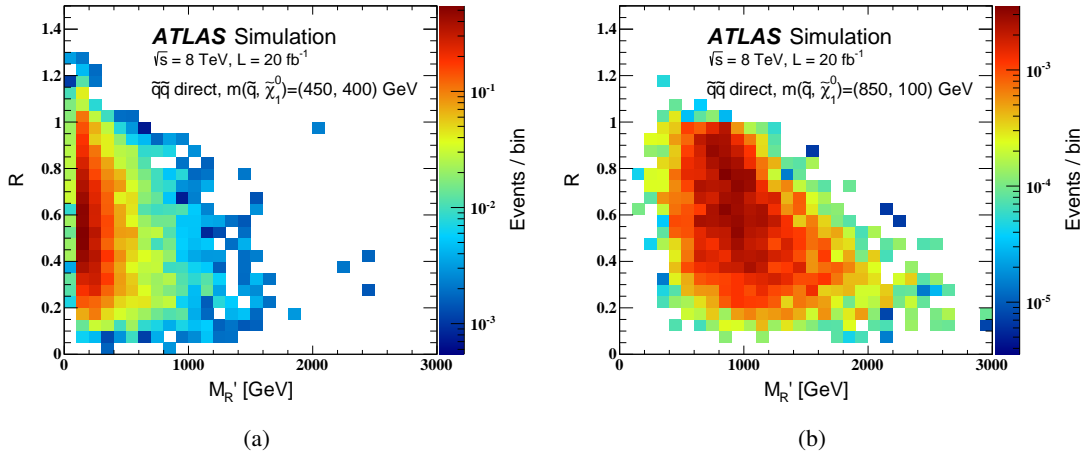 ATLAS Simulation
√s = 8 TeV, L = 20 fb⁻¹
q̃q̃ direct, m(q̃, χ̃₁⁰)=(450, 400) GeV
R
1.4
1.2
1
0.8
0.6
0.4
0.2
0
0 1000 2000 3000
M_R' [GeV]
10⁻¹
10⁻²
10⁻³
Events / bin
(a)
ATLAS Simulation
√s = 8 TeV, L = 20 fb⁻¹
q̃q̃ direct, m(q̃, χ̃₁⁰)=(850, 100) GeV
R
1.4
1.2
1
0.8
0.6
0.4
0.2
0
0 1000 2000 3000
M_R' [GeV]
10⁻³
10⁻⁴
10⁻⁵
Events / bin
(b)